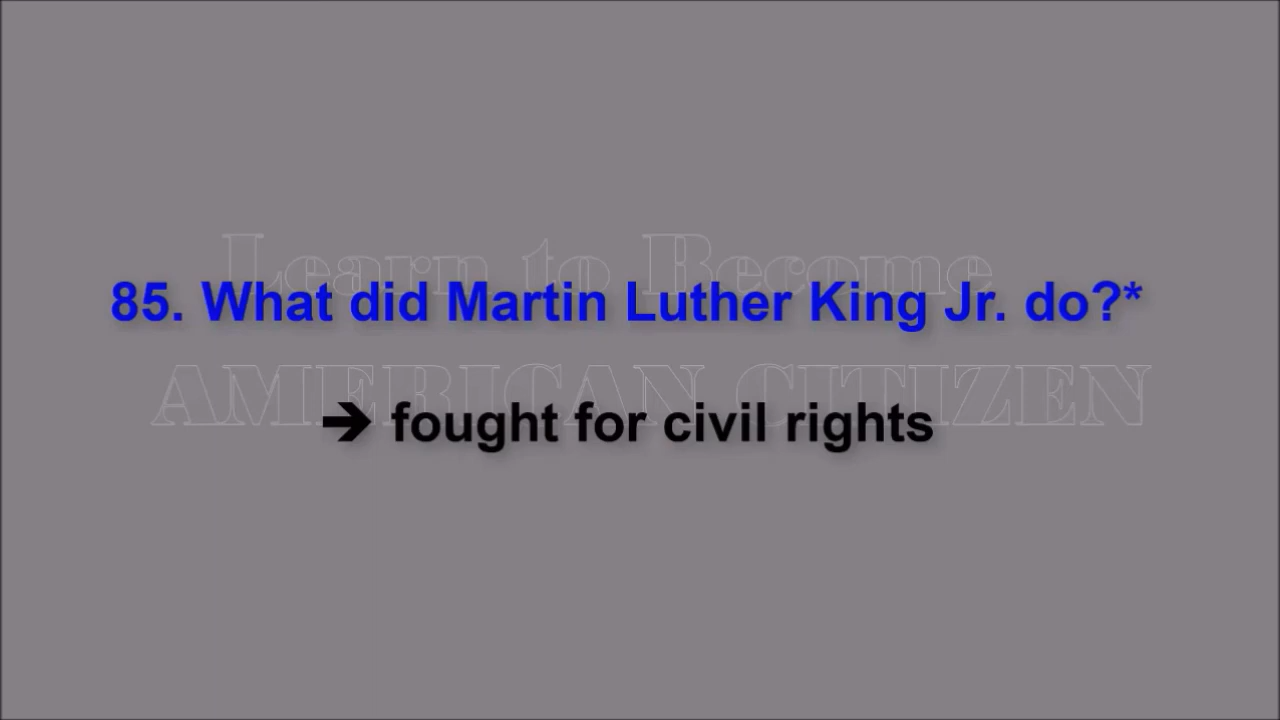 Learn to Become
85. What did Martin Luther King Jr. do?*
AMERICAN CITIZEN
➔ fought for civil rights